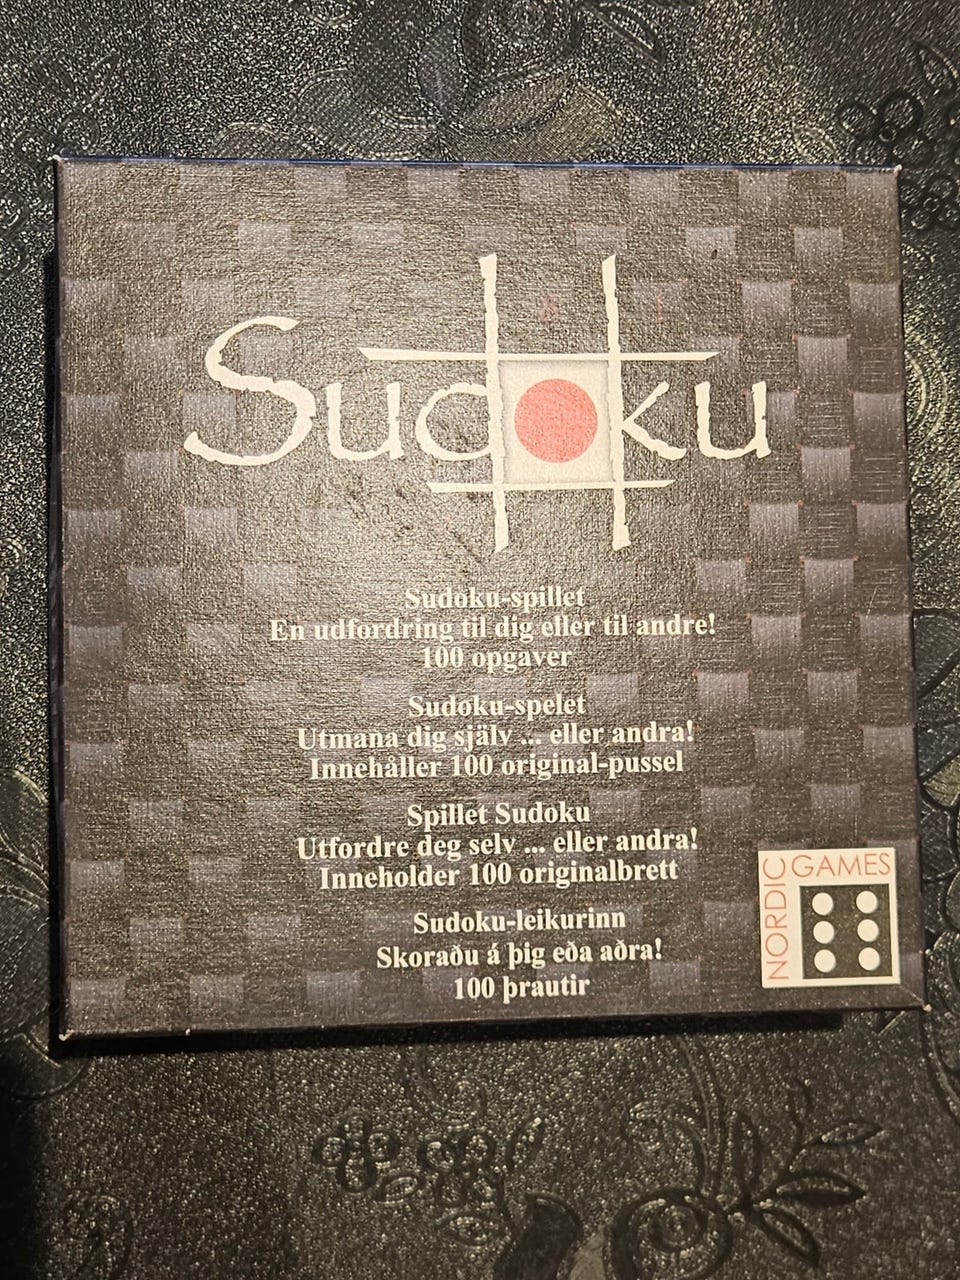 Sudoku
Sudoku-spillet
En udfordring til dig eller til andre!
100 opgaver
Sudoku-spelet
Utmana dig själv ... eller andra!
Innehåller 100 original-pussel
Spillet Sudoku
Utfordre deg selv ... eller andra!
Inneholder 100 originalbrett
Sudoku-leikurinn
Skoraðu á þig eða aðra!
100 þrautir
NORDIC GAMES